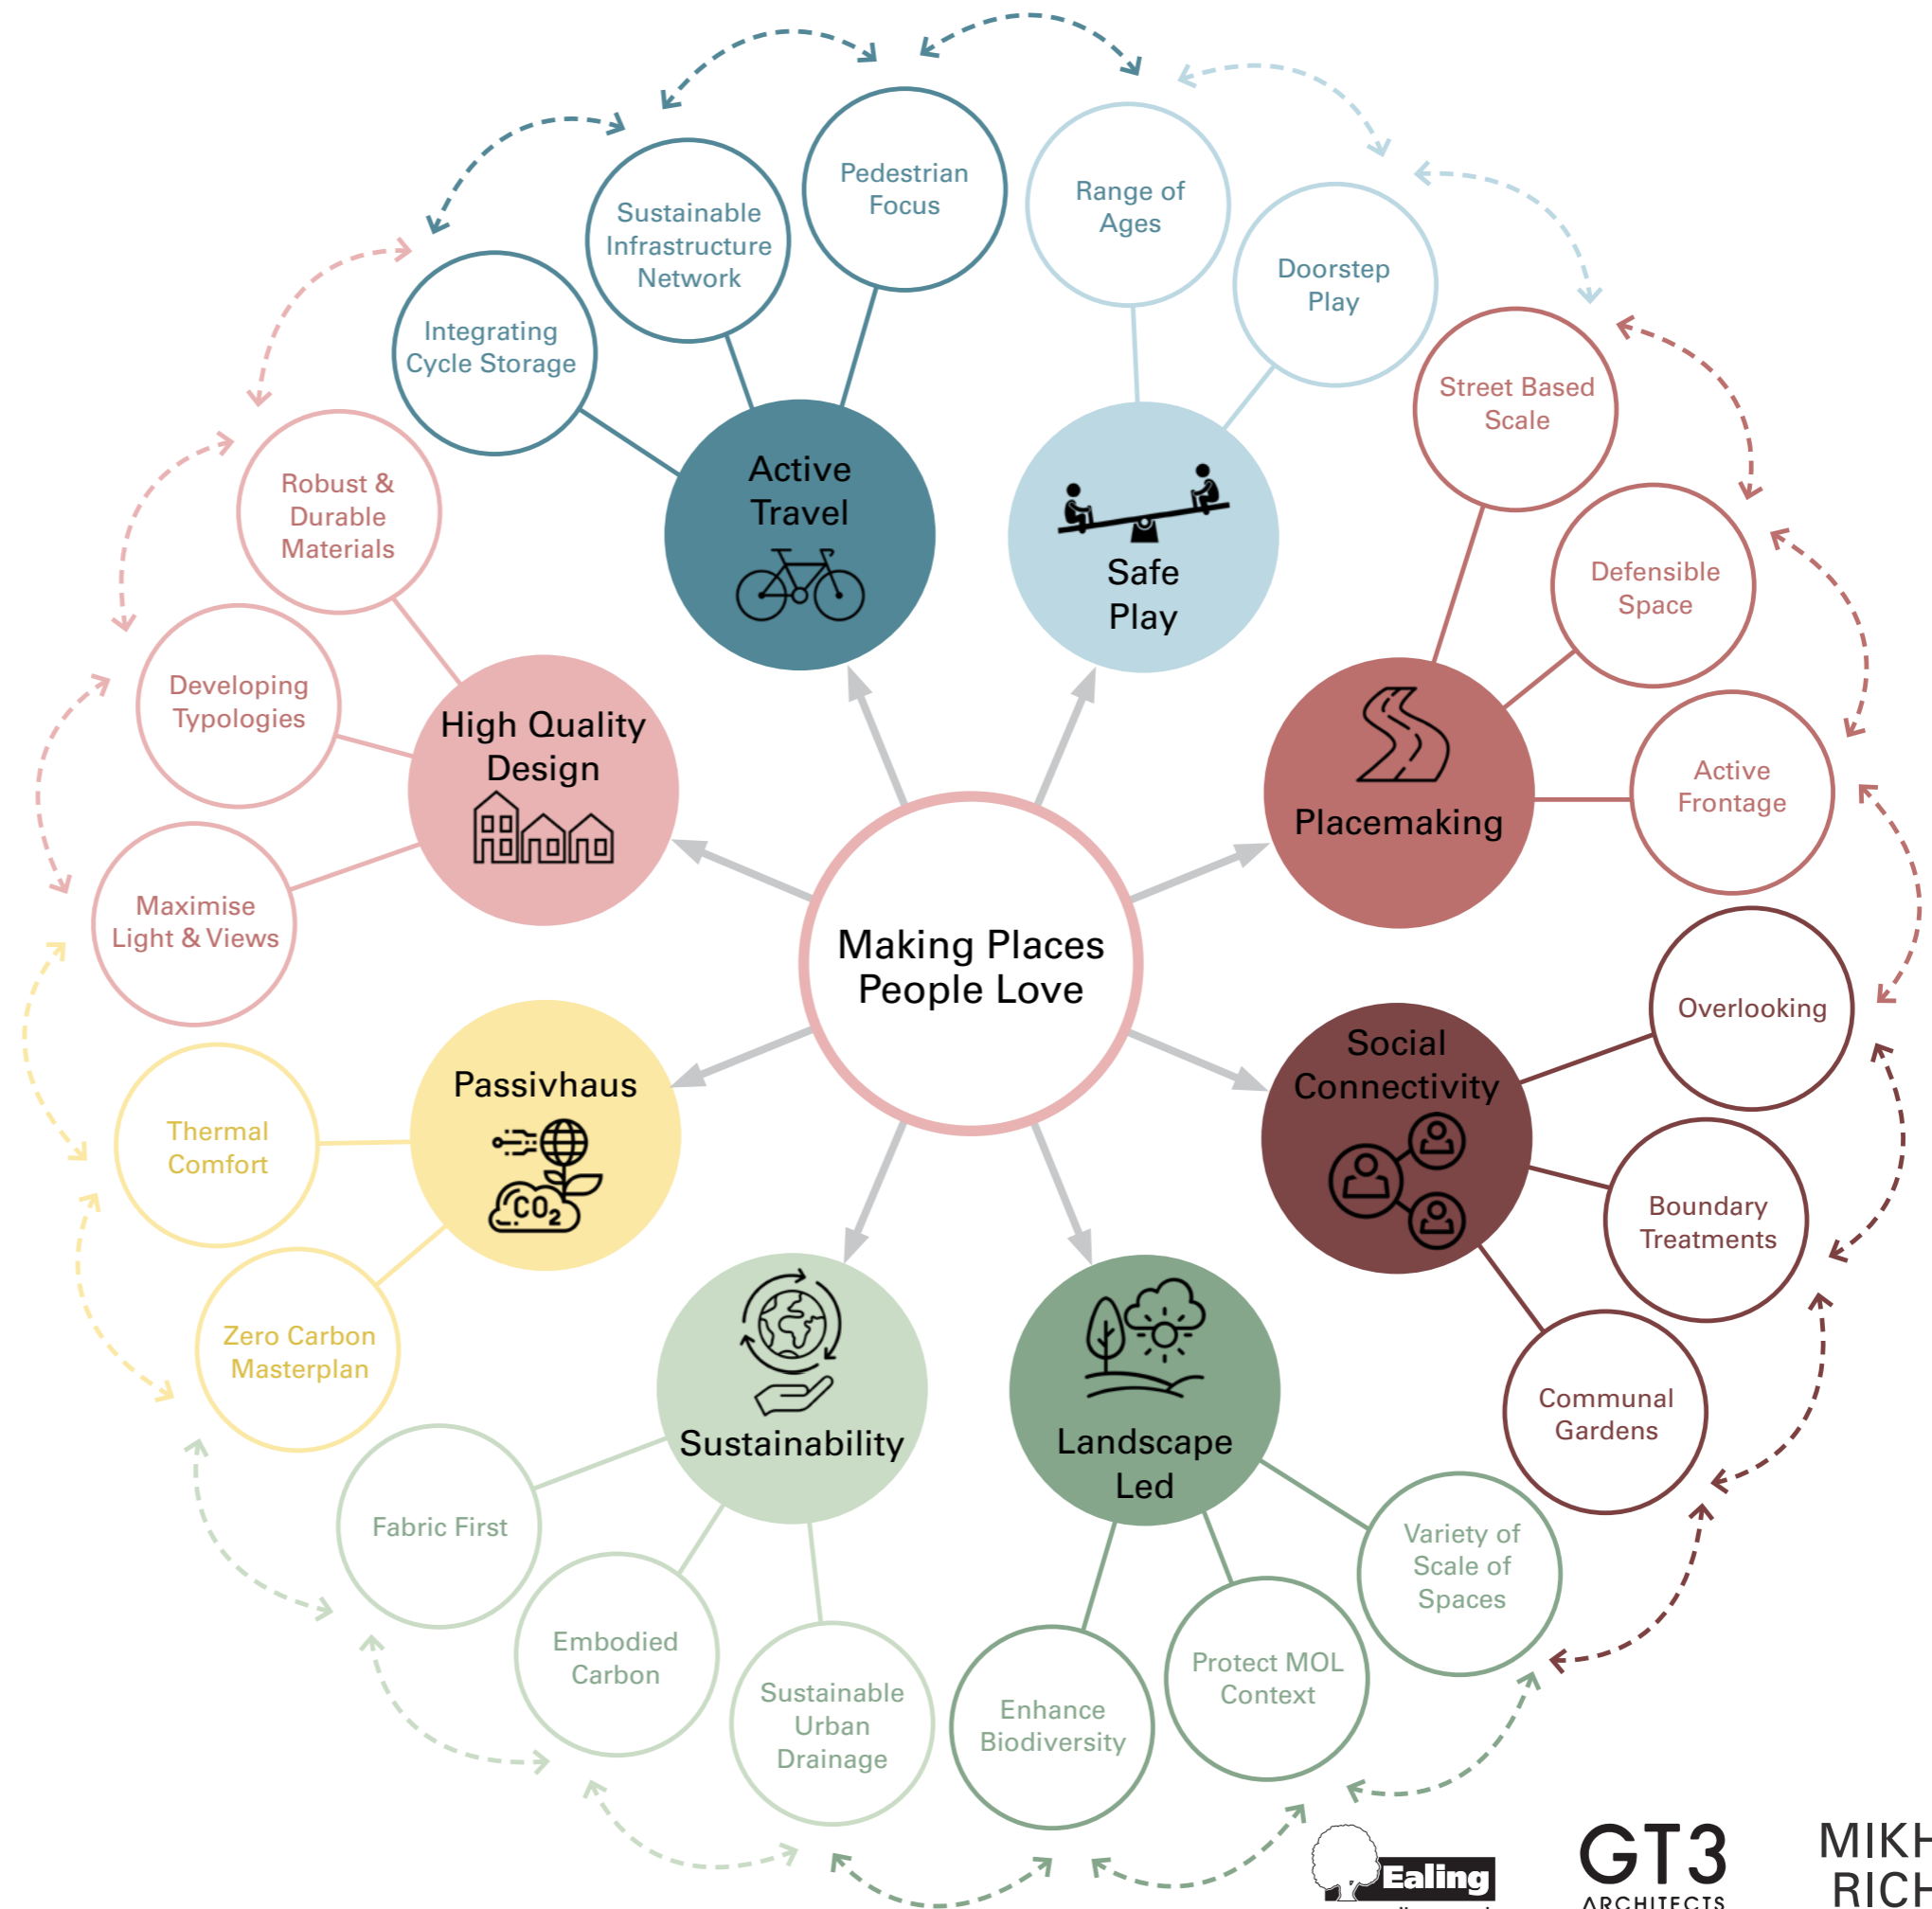 Pedestrian
Focus
Range of
Ages
Sustainable
Infrastructure
Network
Doorstep
Play
Integrating
Cycle Storage
Street Based
Scale
Robust &
Durable
Materials
Active
Travel
Safe
Play
Defensible
Space
Developing
Typologies
High Quality
Design
Placemaking
Active
Frontage
Maximise
Light & Views
Making Places
People Love
Overlooking
Social
Connectivity
Passivhaus
CO2
Thermal
Comfort
Boundary
Treatments
Zero Carbon
Masterplan
Sustainability
Landscape
Led
Communal
Gardens
Fabric First
Variety of
Scale of
Spaces
Embodied
Carbon
Protect MOL
Context
Sustainable
Urban
Drainage
Enhance
Biodiversity
Ealing
GT3
ARCHITECTS
MIKH
RICH